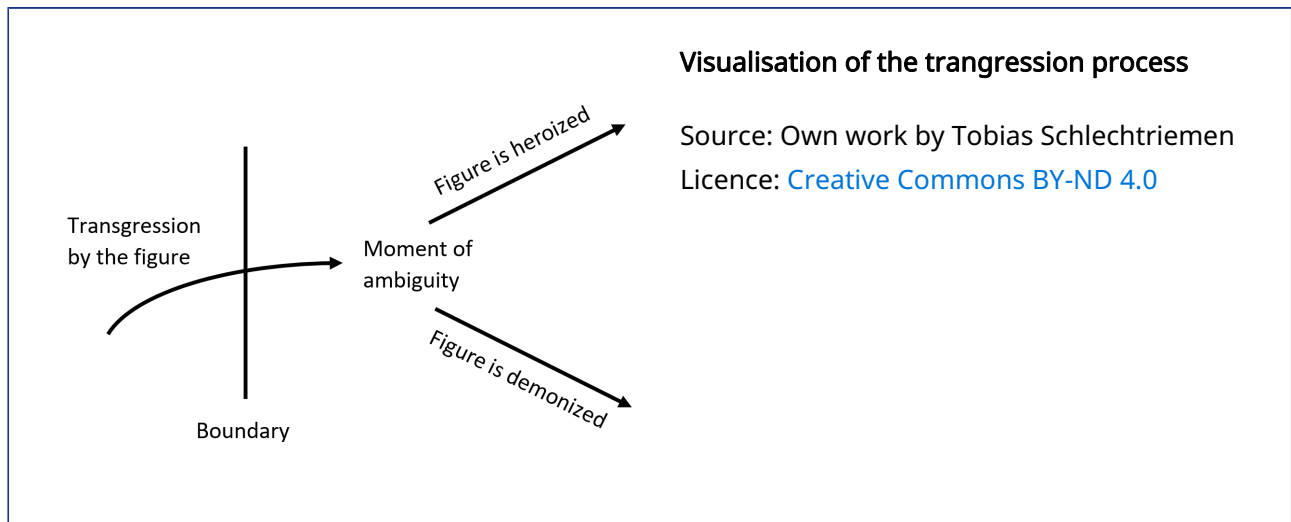 Visualisation of the trangression process
Source: Own work by Tobias Schlechtriemen
Licence: Creative Commons BY-ND 4.0
Transgression
by the figure
Boundary
Moment of
ambiguity
Figure is heroized
Figure is demonized